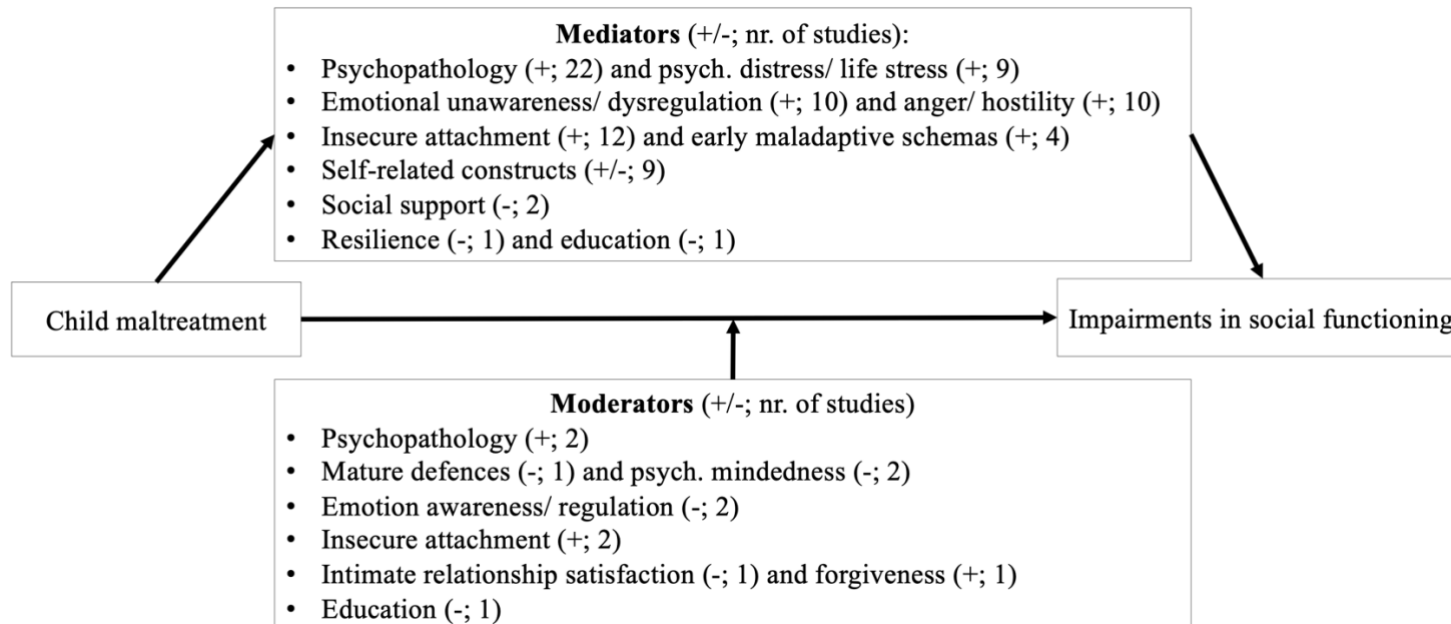 Mediators (+/-; nr. of studies):
• Psychopathology (+; 22) and psych. distress/ life stress (+; 9)
• Emotional unawareness/ dysregulation (+; 10) and anger/ hostility (+; 10)
• Insecure attachment (+; 12) and early maladaptive schemas (+; 4)
• Self-related constructs (+/-; 9)
• Social support (-; 2)
• Resilience (-; 1) and education (-; 1)
Child maltreatment
Impairments in social functioning
Moderators (+/-; nr. of studies)
• Psychopathology (+; 2)
• Mature defences (-; 1) and psych. mindedness (-; 2)
• Emotion awareness/ regulation (-; 2)
• Insecure attachment (+; 2)
• Intimate relationship satisfaction (-; 1) and forgiveness (+; 1)
• Education (-; 1)